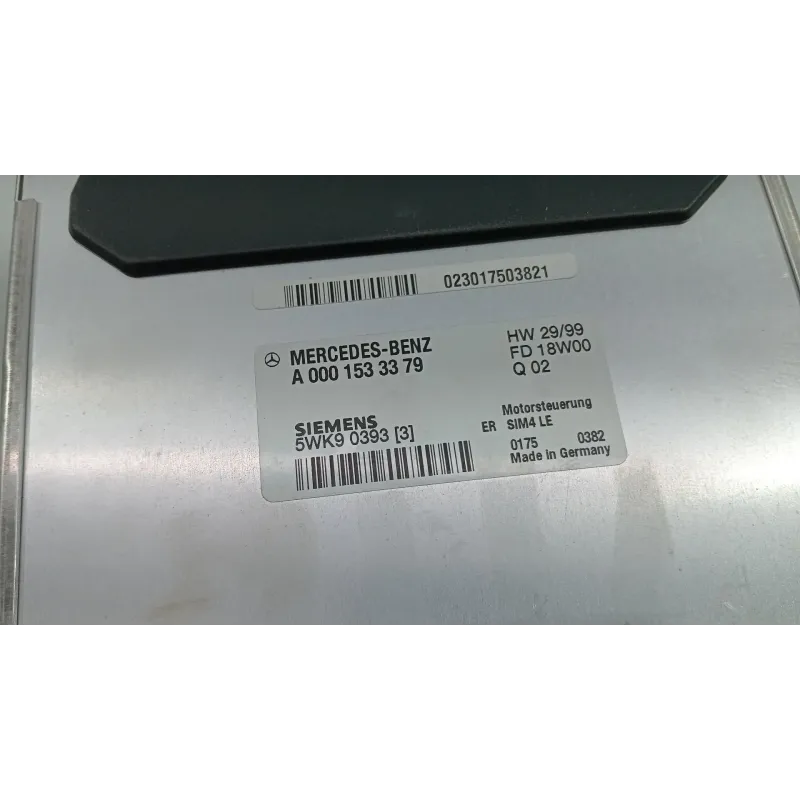 023017503821
MERCEDES-BENZ
A 000 153 33 79
HW 29/99
FD 18W00
Q 02
SIEMENS
5WK9 0393 [3]
Motorsteuerung
ER SIM4 LE
0175 0382
Made in Germany